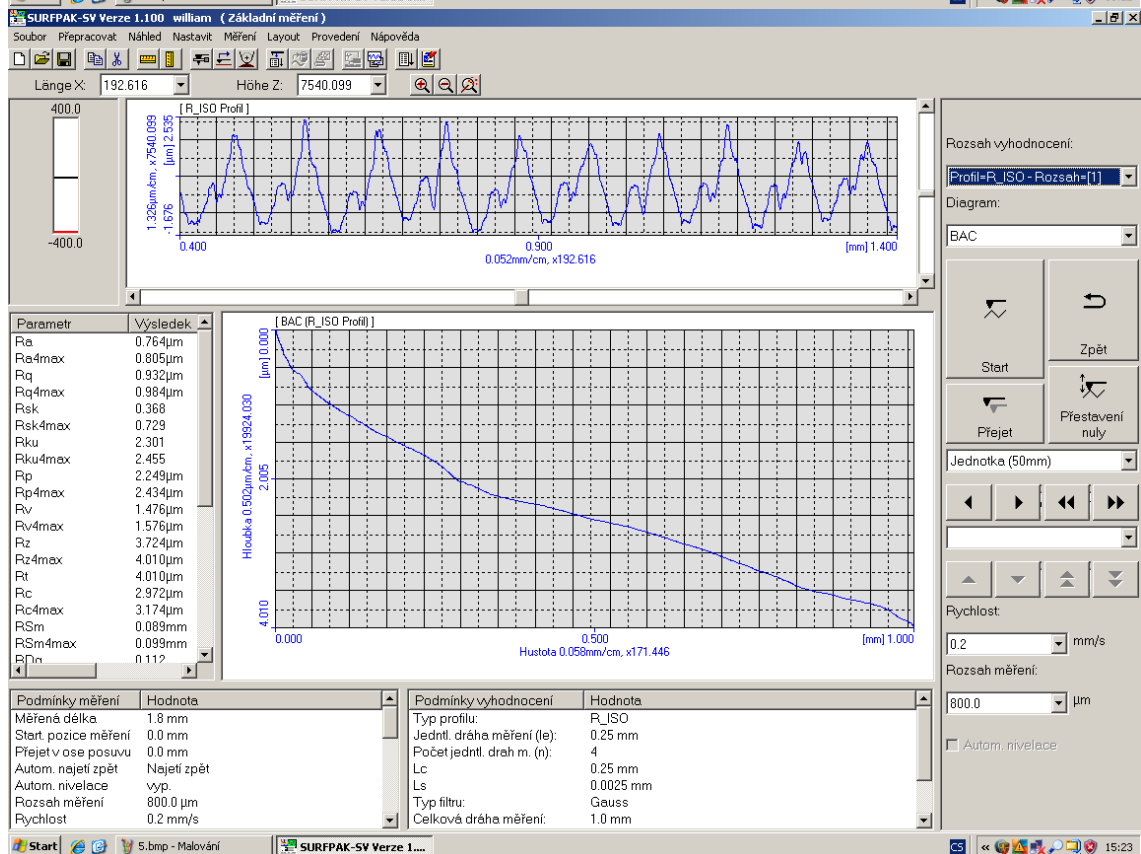 SURFPAK-SV Verze 1.100 william ( Základní měření )
Soubor Přepracovat Náhled Nastavit Měření Layout Provedení Nápověda
Länge X: 192.616 Höhe Z: 7540.099
400.0
-400.0
[ R_ISO Profil ]
1.326µm/cm, x7540.099
-1.676 [µm] 2.535
0.400 0.900 [mm] 1.400
0.052mm/cm, x192.616
Rozsah vyhodnocení:
Profil=R_ISO - Rozsah=[1]
Diagram:
BAC
Start
Zpět
Přejet
Přestavení nuly
Jednotka (50mm)
Rychlost:
0.2 mm/s
Rozsah měření:
800.0 µm
Autom. nivelace
Parametr Výsledek
Ra 0.764µm
Ra4max 0.805µm
Rq 0.932µm
Rq4max 0.984µm
Rsk 0.368
Rsk4max 0.729
Rku 2.301
Rku4max 2.455
Rp 2.249µm
Rp4max 2.434µm
Rv 1.476µm
Rv4max 1.576µm
Rz 3.724µm
Rz4max 4.010µm
Rt 4.010µm
Rc 2.972µm
Rc4max 3.174µm
RSm 0.089mm
RSm4max 0.099mm
RDq 0.112
[ BAC (R_ISO Profil) ]
Hloubka 0.502µm/cm, x19924.030
4.010 2.005 [µm] 0.000
0.000 0.500 [mm] 1.000
Hustota 0.058mm/cm, x171.446
Podmínky měření Hodnota
Měřená délka 1.8 mm
Start. pozice měření 0.0 mm
Přejet v ose posuvu 0.0 mm
Autom. najetí zpět Najetí zpět
Autom. nivelace vyp.
Rozsah měření 800.0 µm
Rychlost 0.2 mm/s
Podmínky vyhodnocení Hodnota
Typ profilu: R_ISO
Jedntl. dráha měření (le): 0.25 mm
Počet jedntl. drah m. (n): 4
Lc 0.25 mm
Ls 0.0025 mm
Typ filtru: Gauss
Celková dráha měření: 1.0 mm
Start 5.bmp - Malování SURFPAK-SV Verze 1.... CS 15:23